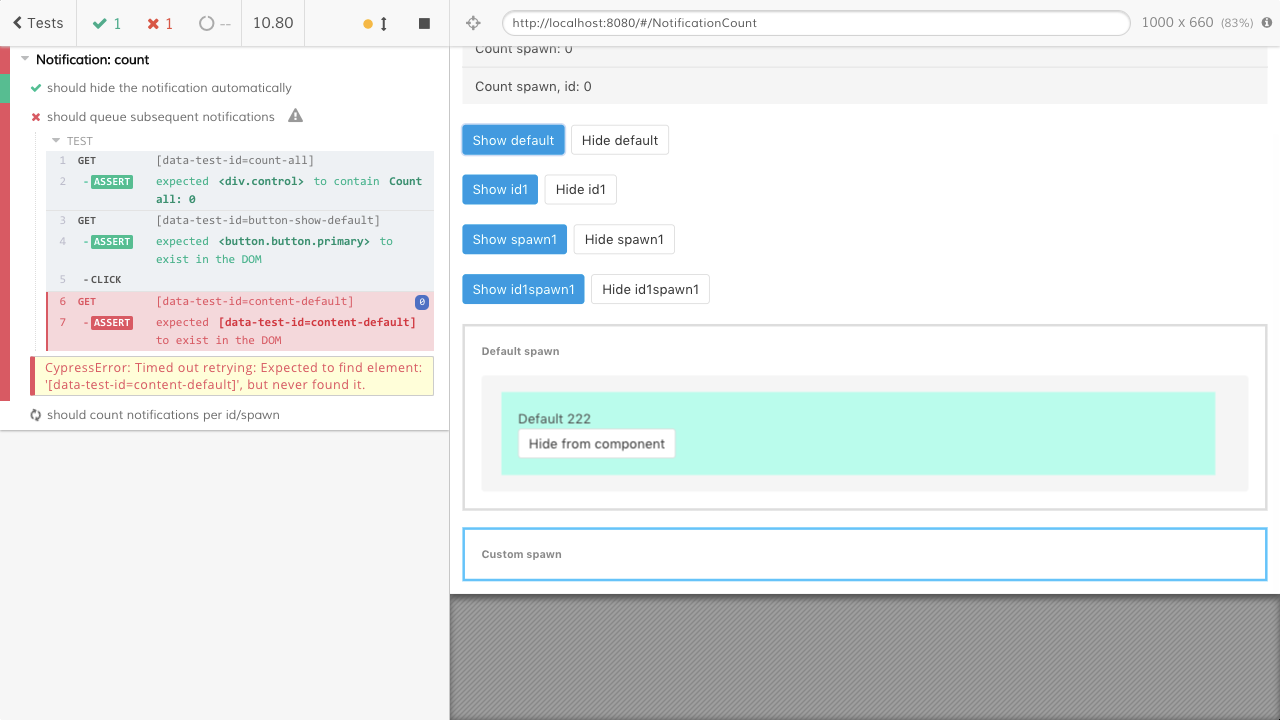 Tests 1 1 -- 10.80
http://localhost:8080/#/NotificationCount 1000 x 660 (83%)
Notification: count
should hide the notification automatically
should queue subsequent notifications
TEST
1 GET [data-test-id=count-all]
2 -ASSERT expected <div.control> to contain Count
all: 0
3 GET [data-test-id=button-show-default]
4 -ASSERT expected <button.button.primary> to
exist in the DOM
5 -CLICK
6 GET [data-test-id=content-default] 0
7 -ASSERT expected [data-test-id=content-default]
to exist in the DOM
CypressError: Timed out retrying: Expected to find element:
'[data-test-id=content-default]', but never found it.
should count notifications per id/spawn
Count spawn: 0
Count spawn, id: 0
Show default Hide default
Show id1 Hide id1
Show spawn1 Hide spawn1
Show id1spawn1 Hide id1spawn1
Default spawn
Default 222
Hide from component
Custom spawn